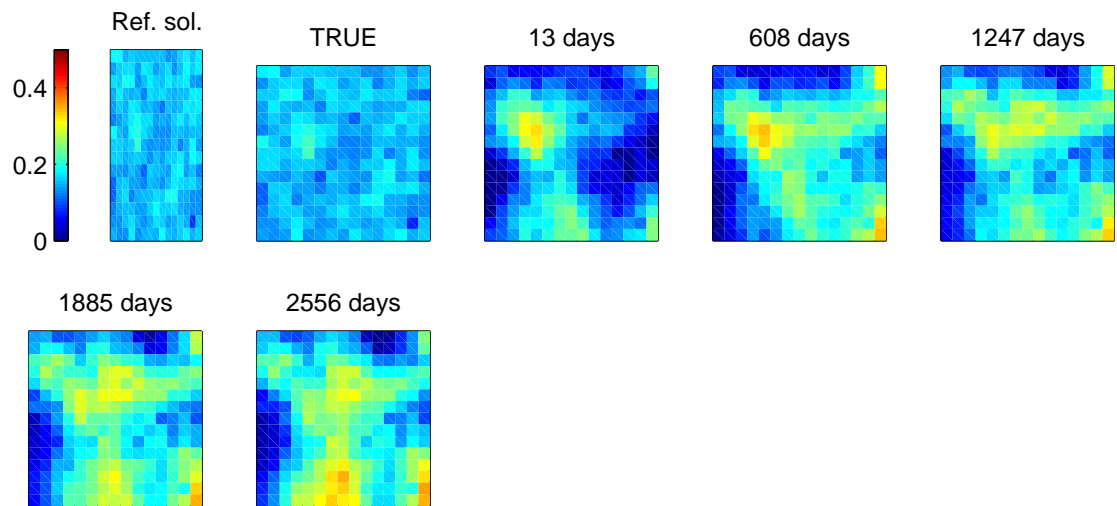 Ref. sol.
TRUE
13 days
608 days
1247 days
0.4
0.2
0
1885 days
2556 days